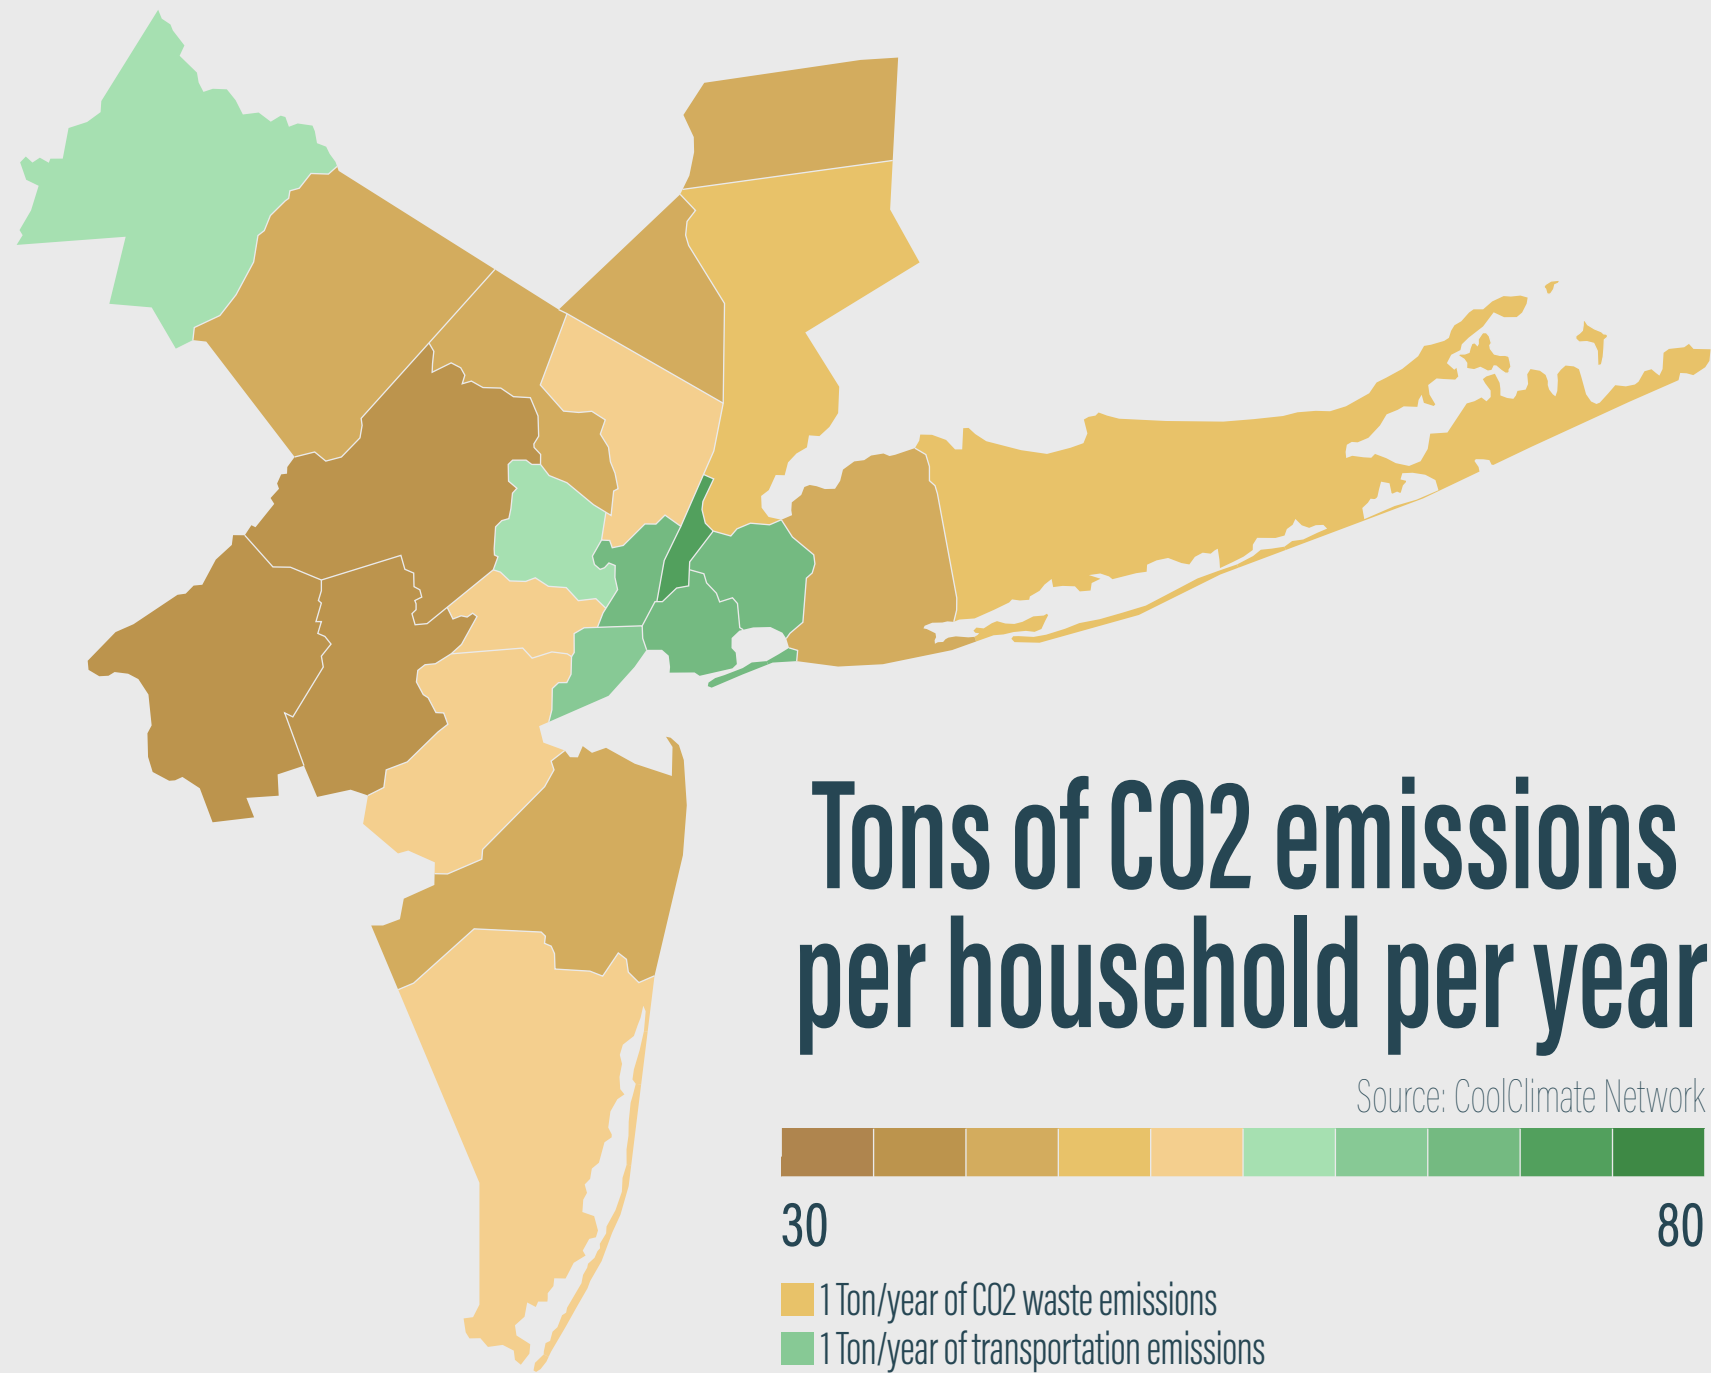 Tons of CO2 emissions
per household per year
Source: CoolClimate Network
30
80
1 Ton/year of CO2 waste emissions
1 Ton/year of transportation emissions